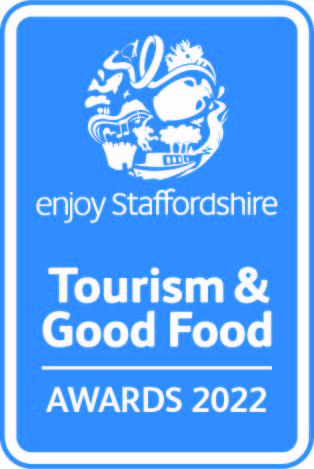 enjoy Staffordshire
Tourism &
Good Food
AWARDS 2022